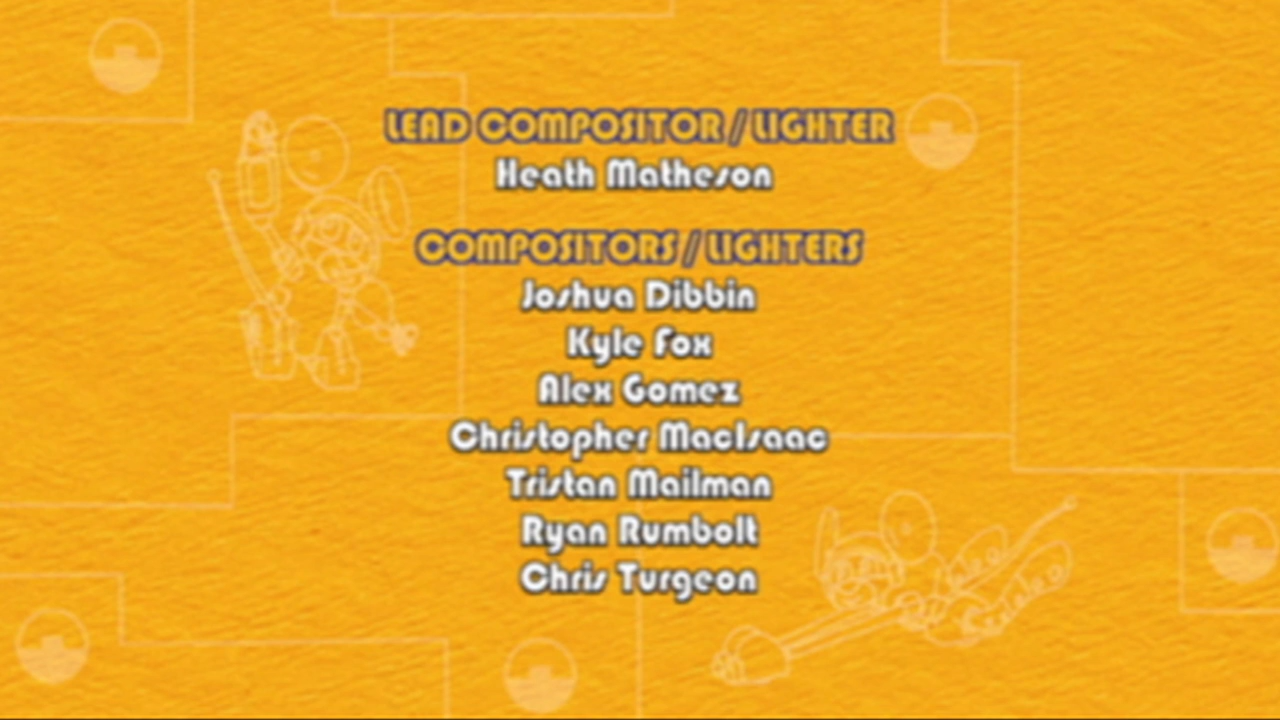 LEAD COMPOSITOR / LIGHTER
Heath Matheson
COMPOSITORS / LIGHTERS
Joshua Dibbin
Kyle Fox
Alex Gomez
Christopher MacIsaac
Tristan Mailman
Ryan Rumbolt
Chris Turgeon